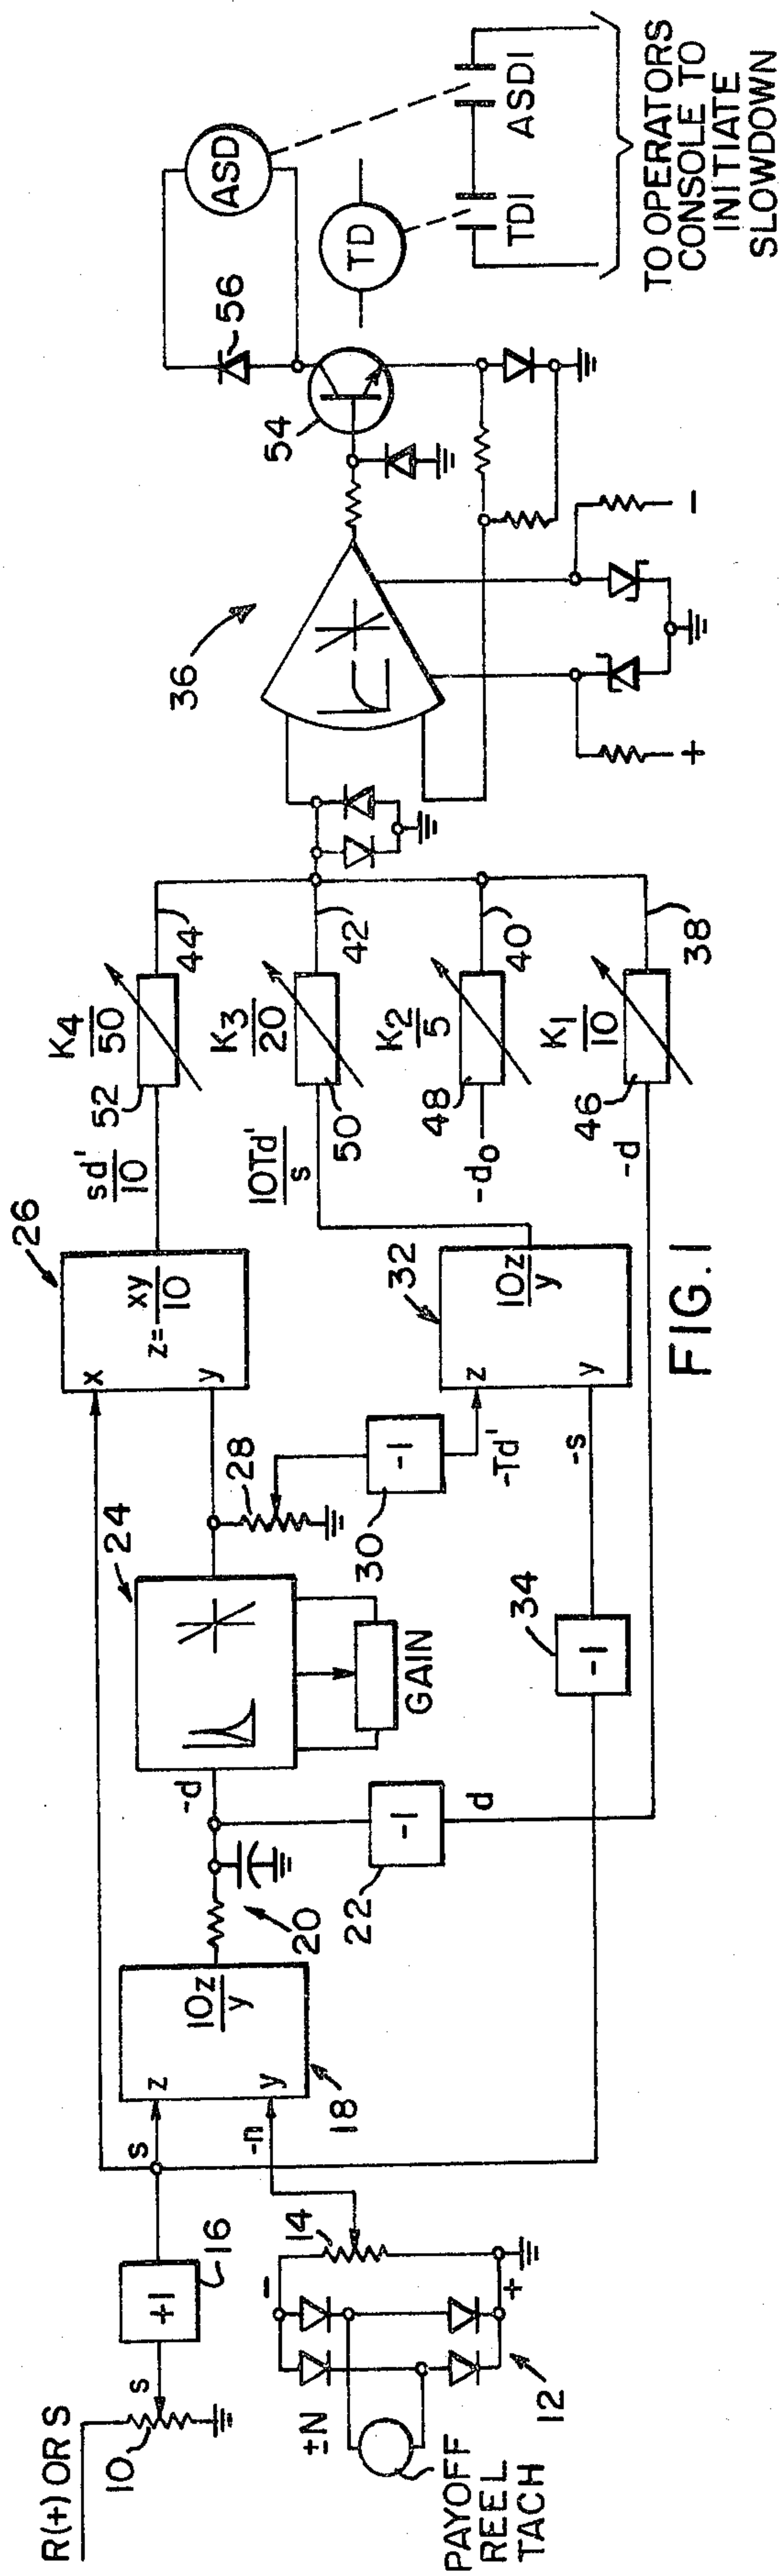 R(+) OR S
10
s
+1
16
s
z
y
10z
y
18
-n
14
-
+
12
±N
PAYOFF
REEL
TACH
20
-d
22
-1
d
24
GAIN
28
-1
30
-Td'
34
-1
-s
26
x
y
z= xy
10
32
z
y
10z
y
sd'
10
10Td'
s
-d0
-d
K4
50
52
44
K3
20
50
42
K2
5
48
40
K1
10
46
38
36
+
-
54
56
ASD
TD
TD1
ASD1
TO OPERATORS
CONSOLE TO
INITIATE
SLOWDOWN
FIG. 1